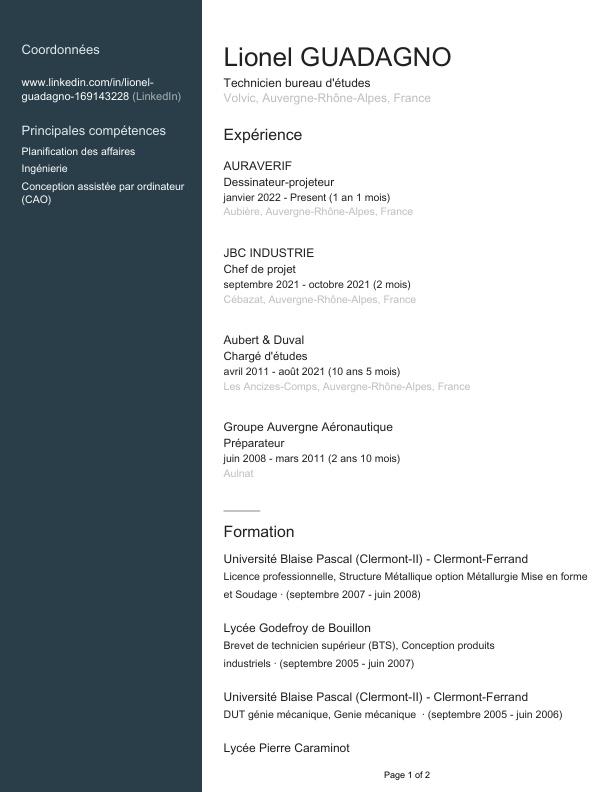 Coordonnées
www.linkedin.com/in/lionel-
guadagno-169143228 (LinkedIn)
Principales compétences
Planification des affaires
Ingénierie
Conception assistée par ordinateur
(CAO)
Lionel GUADAGNO
Technicien bureau d'études
Volvic, Auvergne-Rhône-Alpes, France
Expérience
AURAVERIF
Dessinateur-projeteur
janvier 2022 - Present (1 an 1 mois)
Aubière, Auvergne-Rhône-Alpes, France
JBC INDUSTRIE
Chef de projet
septembre 2021 - octobre 2021 (2 mois)
Cébazat, Auvergne-Rhône-Alpes, France
Aubert & Duval
Chargé d'études
avril 2011 - août 2021 (10 ans 5 mois)
Les Ancizes-Comps, Auvergne-Rhône-Alpes, France
Groupe Auvergne Aéronautique
Préparateur
juin 2008 - mars 2011 (2 ans 10 mois)
Aulnat
Formation
Université Blaise Pascal (Clermont-II) - Clermont-Ferrand
Licence professionnelle, Structure Métallique option Métallurgie Mise en forme
et Soudage · (septembre 2007 - juin 2008)
Lycée Godefroy de Bouillon
Brevet de technicien supérieur (BTS), Conception produits
industriels · (septembre 2005 - juin 2007)
Université Blaise Pascal (Clermont-II) - Clermont-Ferrand
DUT génie mécanique, Genie mécanique · (septembre 2005 - juin 2006)
Lycée Pierre Caraminot
Page 1 of 2